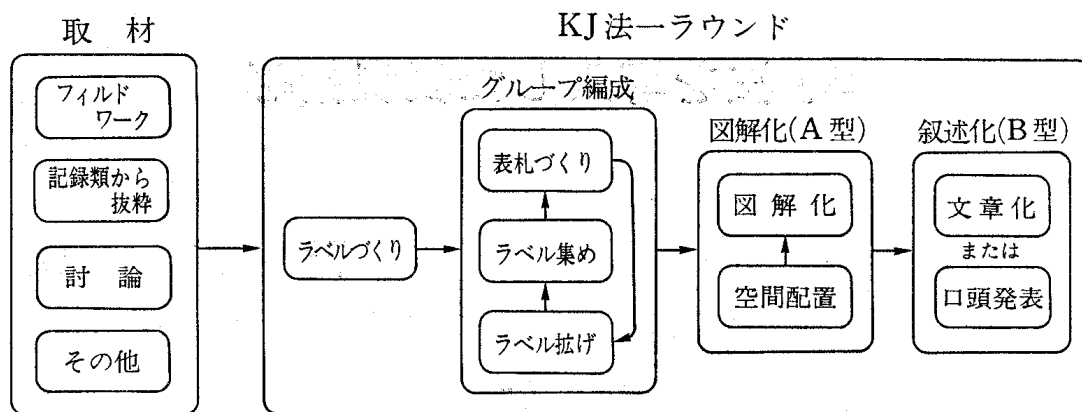 取材
フィルド
ワーク
記録類から
抜粋
討論
その他
KJ法一ラウンド
ラベルづくり
グループ編成
表札づくり
ラベル集め
ラベル拡げ
図解化(A型)
図解化
空間配置
叙述化(B型)
文章化
または
口頭発表